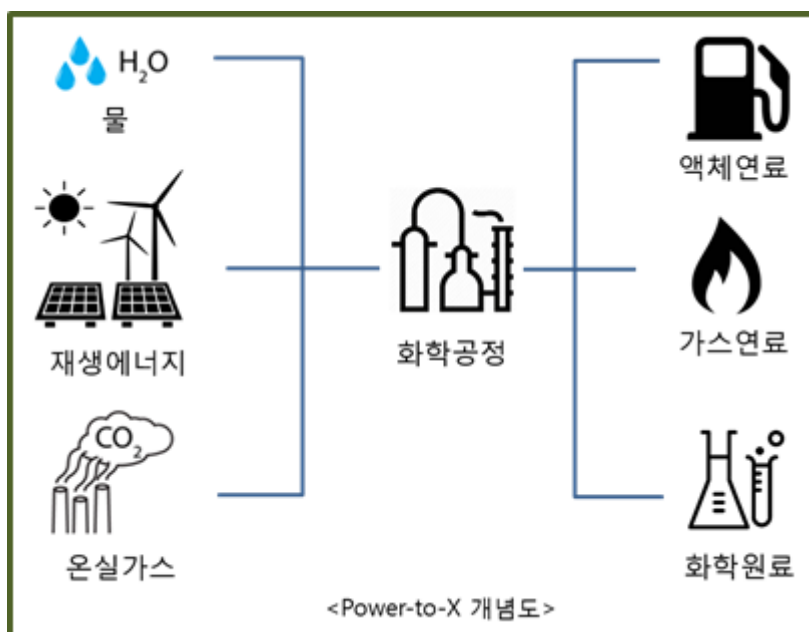 H₂O
물
재생에너지
CO₂
온실가스
화학공정
액체연료
가스연료
화학원료
<Power-to-X 개념도>